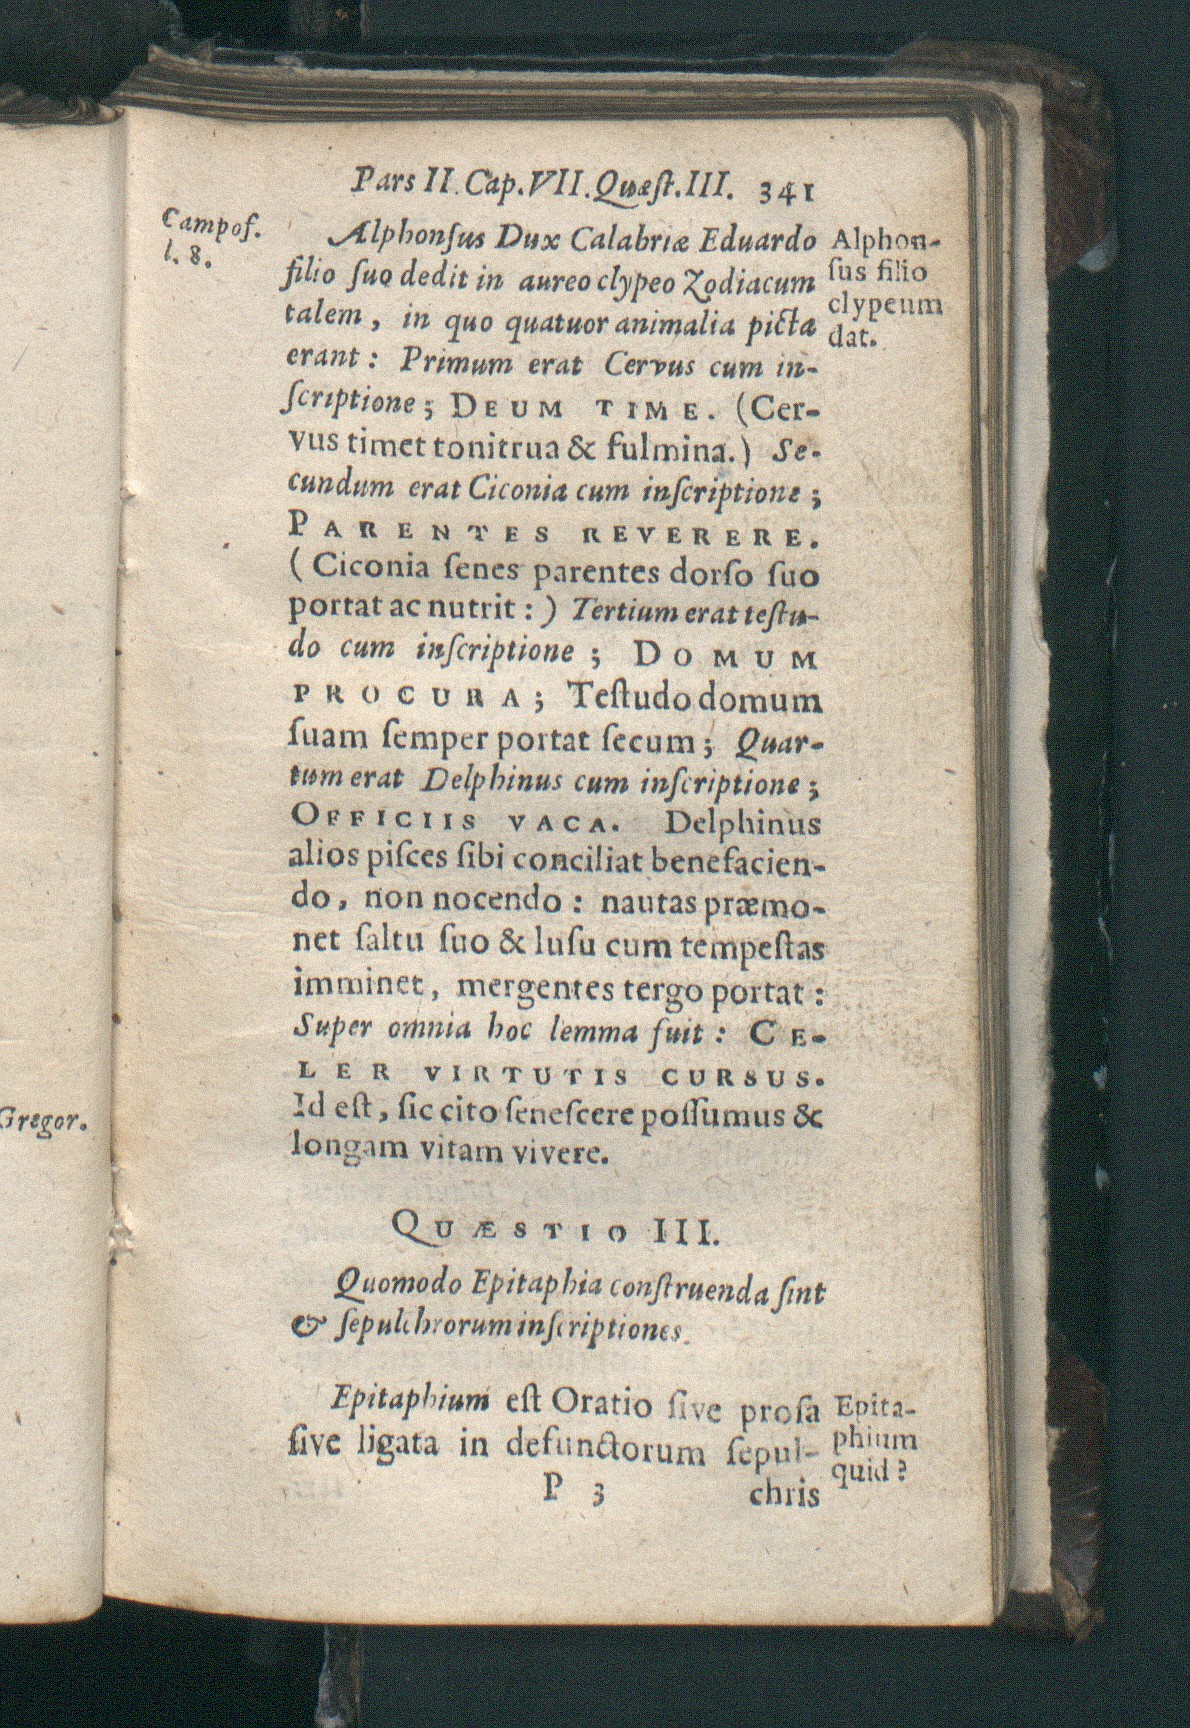 Pars II. Cap. VII. Quæſt. III. 341
Campoſ.
l. 8.
Alphonſus Dux Calabriæ Eduardo
filio ſuo dedit in aureo clypeo Zodiacum
talem, in quo quatuor animalia picta
erant: Primum erat Cervus cum in-
ſcriptione; DEUM TIME. (Cer-
vus timet tonitrua & fulmina.) Se-
cundum erat Ciconia cum inſcriptione;
PARENTES REVERERE.
(Ciconia ſenes parentes dorſo ſuo
portat ac nutrit:) Tertium erat teſtu-
do cum inſcriptione; DOMUM
PROCURA; Teſtudo domum
ſuam ſemper portat ſecum; Quar-
tum erat Delphinus cum inſcriptione;
OFFICIIS VACA. Delphinus
alios piſces ſibi conciliat benefacien-
do, non nocendo: nautas præmo-
net ſaltu ſuo & luſu cum tempeſtas
imminet, mergentes tergo portat:
Super omnia hoc lemma fuit: CE-
LER VIRTUTIS CURSUS.
Id eſt, ſic cito ſeneſcere poſſumus &
longam vitam vivere.
Alphon-
ſus filio
clypeum
dat.
QUÆSTIO III.
Quomodo Epitaphia conſtruenda ſint
& ſepulchrorum inſcriptiones.
Epitaphium eſt Oratio ſive proſa
ſive ligata in defunctorum ſepul-
Epita-
phium
quid?
P 3 chris
Gregor.